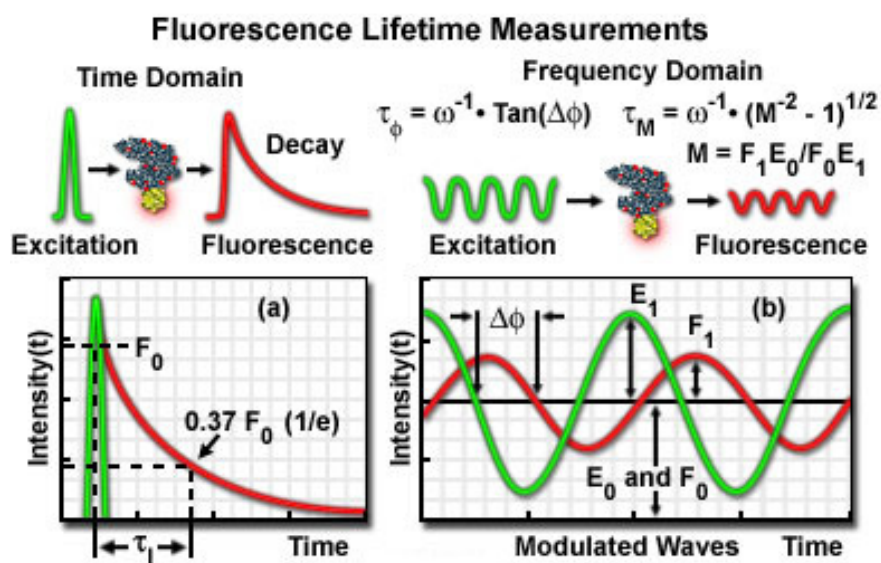 Fluorescence Lifetime Measurements
Time Domain
Frequency Domain
τϕ = ω⁻¹ • Tan(Δϕ)
τM = ω⁻¹ • (M⁻² - 1)^1/2
M = F₁E₀/F₀E₁
Decay
Excitation
Fluorescence
Excitation
Fluorescence
(a)
F₀
0.37 F₀ (1/e)
Intensity(t)
τl
Time
(b)
Δϕ
E₁
F₁
E₀ and F₀
Intensity(t)
Modulated Waves
Time